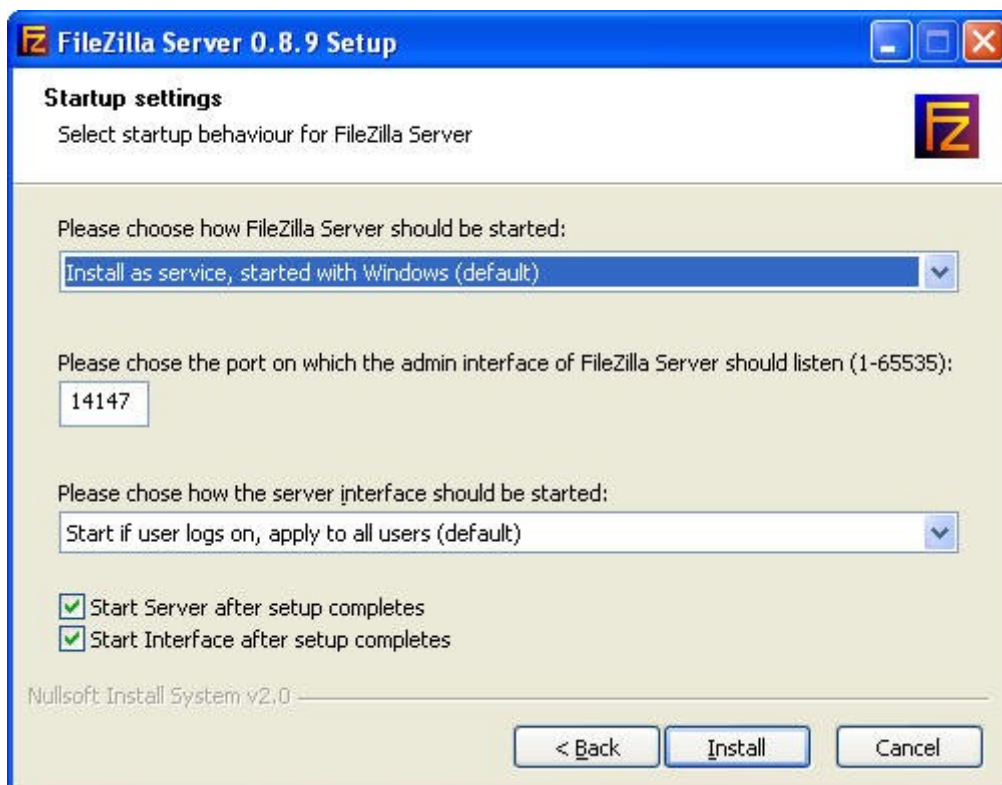 FileZilla Server 0.8.9 Setup
Startup settings
Select startup behaviour for FileZilla Server
Please choose how FileZilla Server should be started:
Install as service, started with Windows (default)
Please chose the port on which the admin interface of FileZilla Server should listen (1-65535):
14147
Please chose how the server interface should be started:
Start if user logs on, apply to all users (default)
Start Server after setup completes
Start Interface after setup completes
Nullsoft Install System v2.0
< Back
Install
Cancel